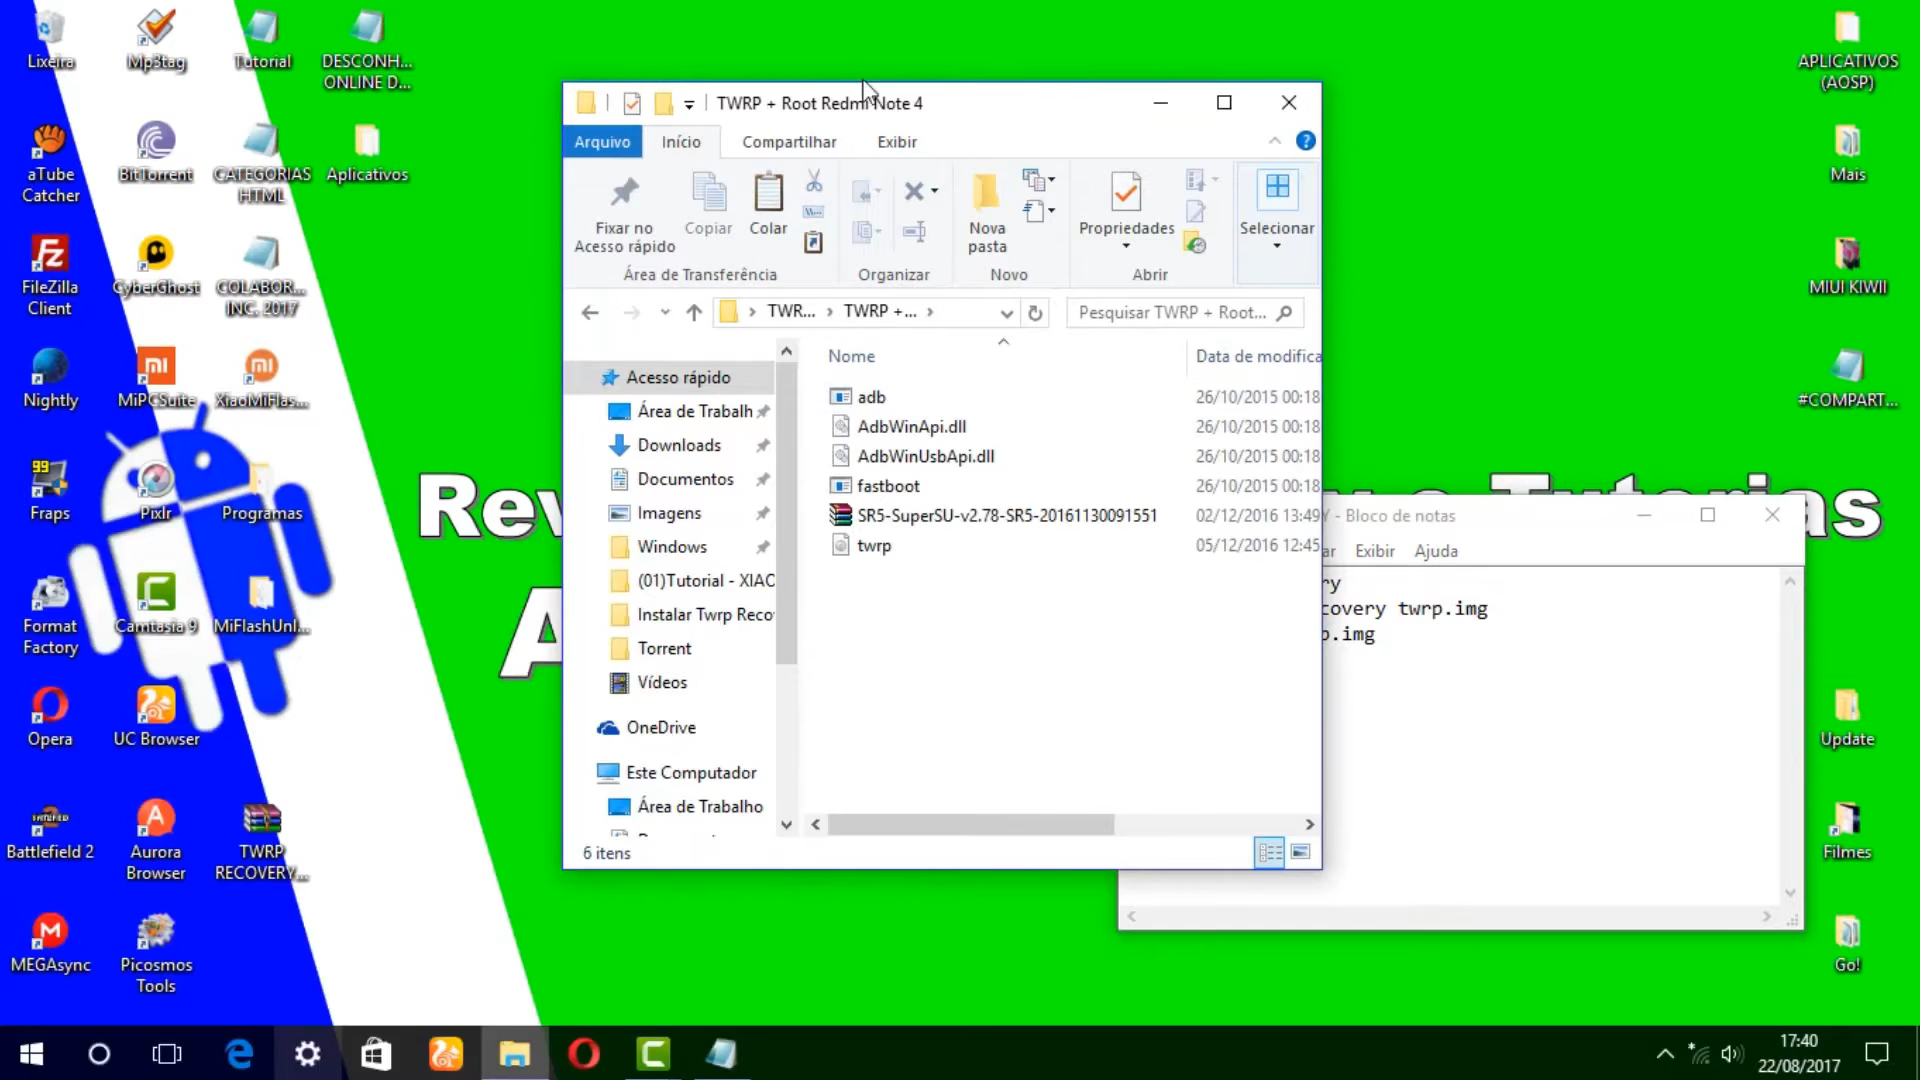 Lixeira
Mp3tag
Tutorial
DESCONH...
ONLINE D...
aTube
Catcher
BitTorrent
CATEGORIAS
HTML
Aplicativos
FileZilla
Client
CyberGhost
COLABOR...
INC. 2017
Nightly
MiPCSuite
XiaoMiFlas...
99
Fraps
Pixlr
Programas
Format
Factory
Camtasia 9
MiFlashUnl...
Opera
UC Browser
Battlefield 2
Aurora
Browser
TWRP
RECOVERY...
MEGAsync
Picosmos
Tools
APLICATIVOS
(AOSP)
Mais
MIUI KIWII
#COMPART...
Update
Filmes
Go!
TWRP + Root Redmi Note 4
Arquivo
Início
Compartilhar
Exibir
Fixar no
Acesso rápido
Copiar
Colar
Área de Transferência
Organizar
Nova
pasta
Novo
Propriedades
Abrir
Selecionar
TWR... > TWRP +... >
Pesquisar TWRP + Root...
Acesso rápido
Área de Trabalh
Downloads
Documentos
Imagens
Windows
(01)Tutorial - XIAC
Instalar Twrp Reco
Torrent
Vídeos
OneDrive
Este Computador
Área de Trabalho
Nome
Data de modifica
adb 26/10/2015 00:18
AdbWinApi.dll 26/10/2015 00:18
AdbWinUsbApi.dll 26/10/2015 00:18
fastboot 26/10/2015 00:18
SR5-SuperSU-v2.78-SR5-20161130091551 02/12/2016 13:49
twrp 05/12/2016 12:45
6 itens
Y - Bloco de notas
ar Exibir Ajuda
ry
covery twrp.img
p.img
Rev
Tutorias
A
17:40
22/08/2017